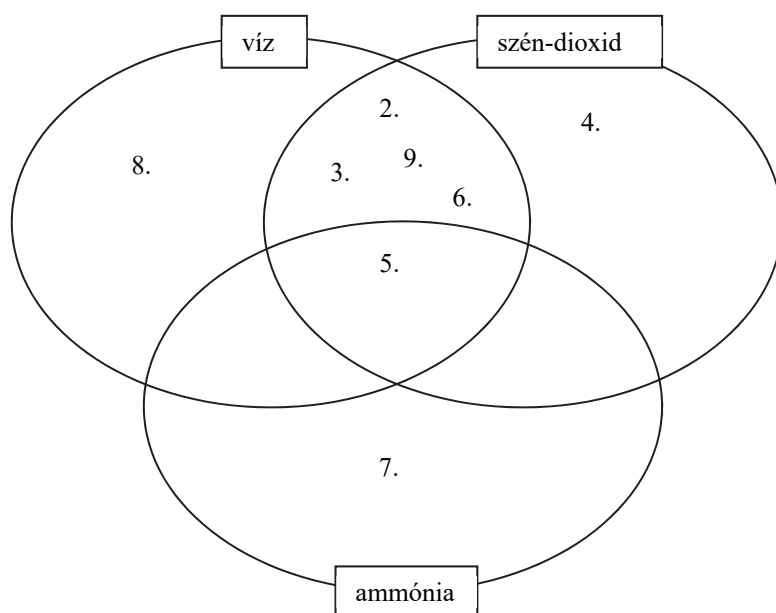 víz
szén-dioxid
2.
4.
8.
3.
9.
6.
5.
7.
ammónia